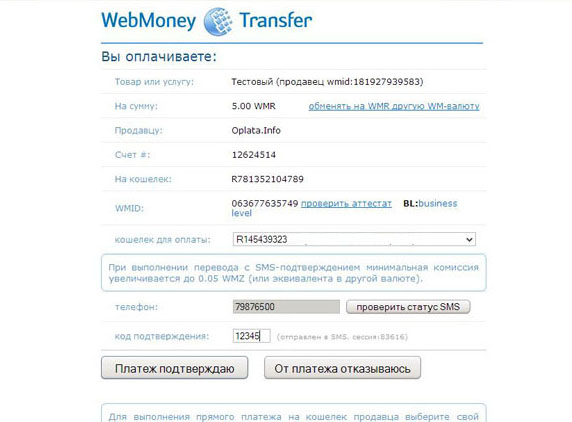 WebMoney Transfer
Вы оплачиваете:
Товар или услугу: Тестовый (продавец wmid:181927939583)
На сумму: 5.00 WMR обменять на WMR другую WM-валюту
Продавцу: Oplata.Info
Счет #: 12624514
На кошелек: R781352104789
WMID: 063677635749 проверить аттестат BL:business
level
кошелек для оплаты: R145439323
При выполнении перевода с SMS-подтверждением минимальная комиссия
увеличивается до 0.05 WMZ (или эквивалента в другой валюте).
телефон: 79876500 проверить статус SMS
код подтверждения: 12345 (отправлен в SMS. сессия:83616)
Платеж подтверждаю От платежа отказываюсь
Для выполнения прямого платежа на кошелек продавца выберите свой